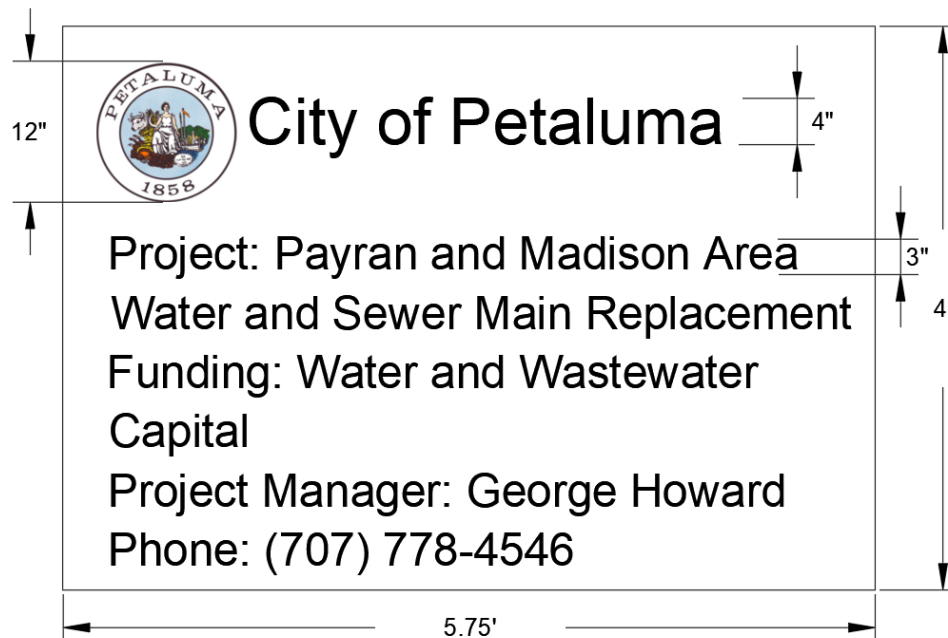 PETALUMA
1858
12"
City of Petaluma
4"
Project: Payran and Madison Area
3"
Water and Sewer Main Replacement
4
Funding: Water and Wastewater
Capital
Project Manager: George Howard
Phone: (707) 778-4546
5.75'